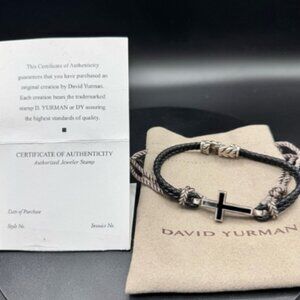 This Certificate of Authenticity
guarantees that you have purchased an
original creation by David Yurman.
Each creation bears the trademarked
stamp D. YURMAN or DY assuring
the highest standards of quality.
CERTIFICATE OF AUTHENTICITY
Authorized Jeweler Stamp
Date of Purchase
Style No.
Invoice No.
DAVID YURMAN